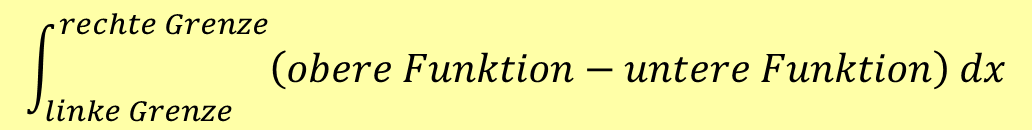 ∫
rechte Grenze
(obere Funktion − untere Funktion) dx
linke Grenze